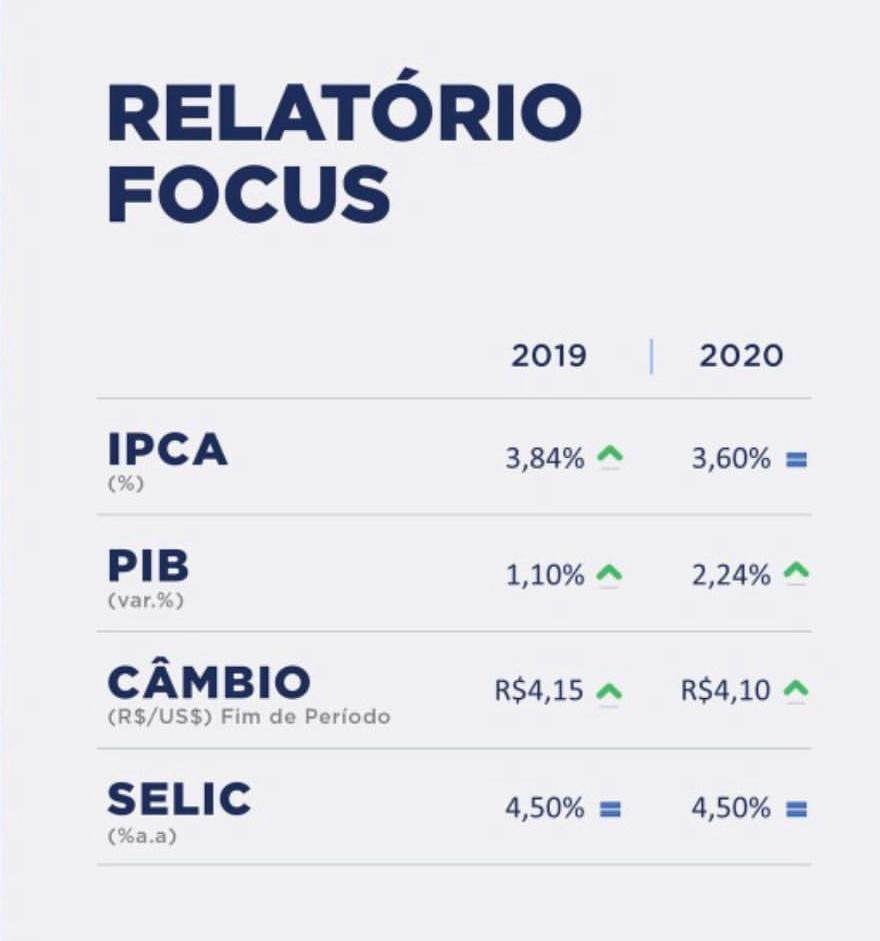 RELATÓRIO
FOCUS
2019 | 2020
IPCA 3,84% 3,60% =
(%)
PIB 1,10% 2,24%
(var.%)
CÂMBIO R$4,15 R$4,10
(R$/US$) Fim de Período
SELIC 4,50% = 4,50% =
(%a.a)